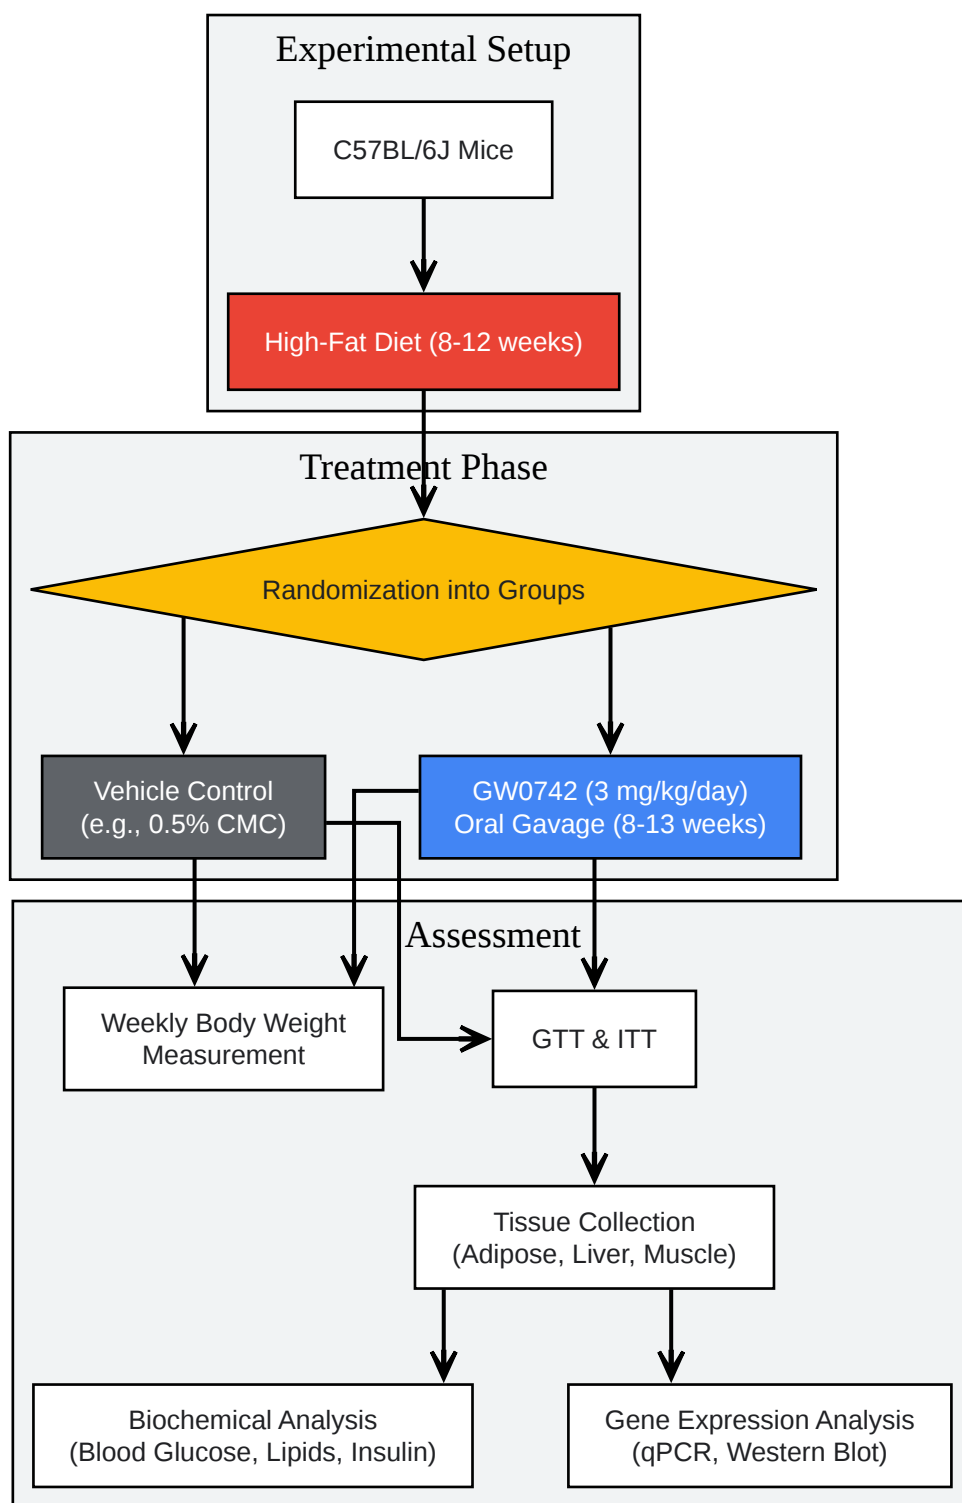 Experimental Setup
C57BL/6J Mice
High-Fat Diet (8-12 weeks)
Treatment Phase
Randomization into Groups
Vehicle Control
(e.g., 0.5% CMC)
GW0742 (3 mg/kg/day)
Oral Gavage (8-13 weeks)
Assessment
Weekly Body Weight
Measurement
GTT & ITT
Tissue Collection
(Adipose, Liver, Muscle)
Biochemical Analysis
(Blood Glucose, Lipids, Insulin)
Gene Expression Analysis
(qPCR, Western Blot)